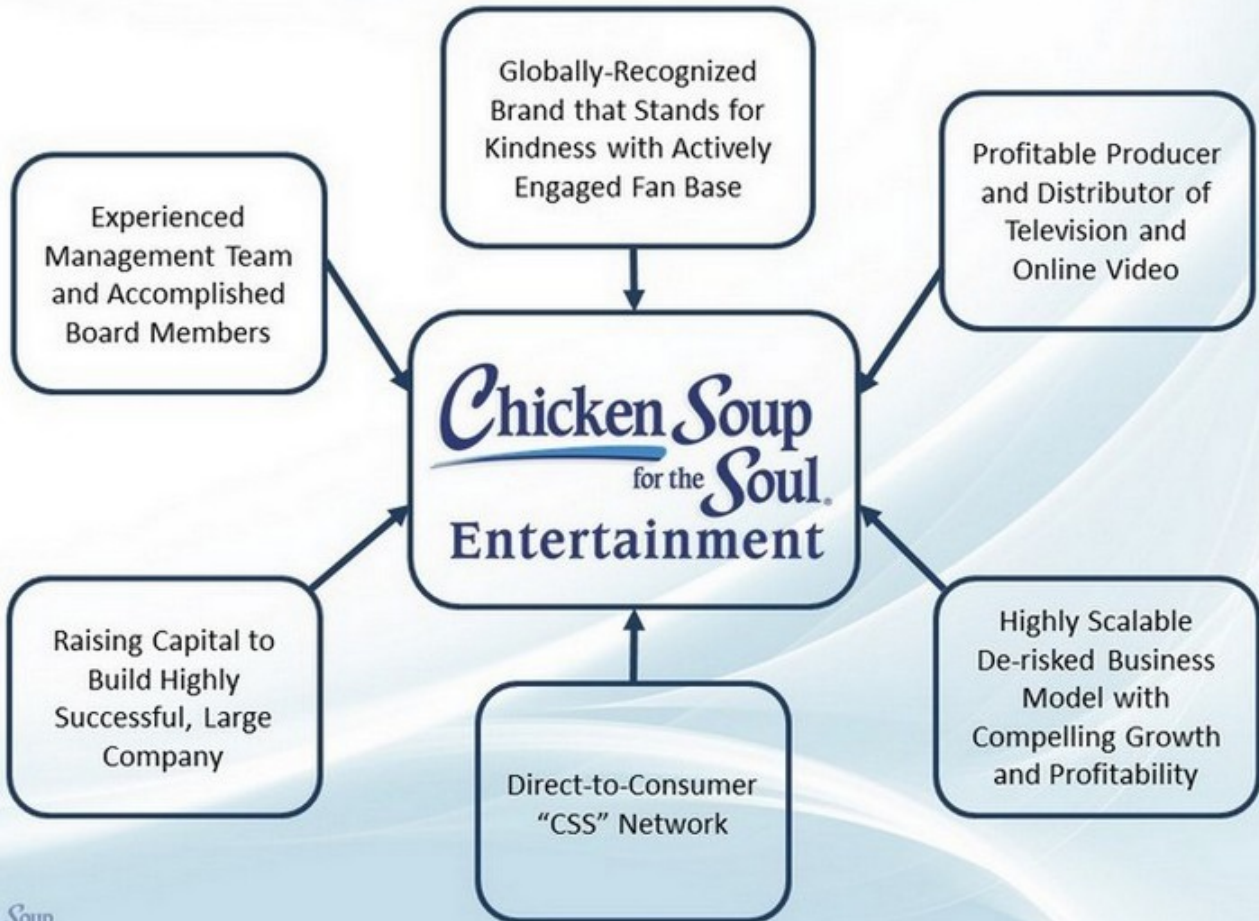 Globally-Recognized
Brand that Stands for
Kindness with Actively
Engaged Fan Base
Experienced
Management Team
and Accomplished
Board Members
Profitable Producer
and Distributor of
Television and
Online Video
Chicken Soup
for the Soul®
Entertainment
Raising Capital to
Build Highly
Successful, Large
Company
Direct-to-Consumer
“CSS” Network
Highly Scalable
De-risked Business
Model with
Compelling Growth
and Profitability
Soup